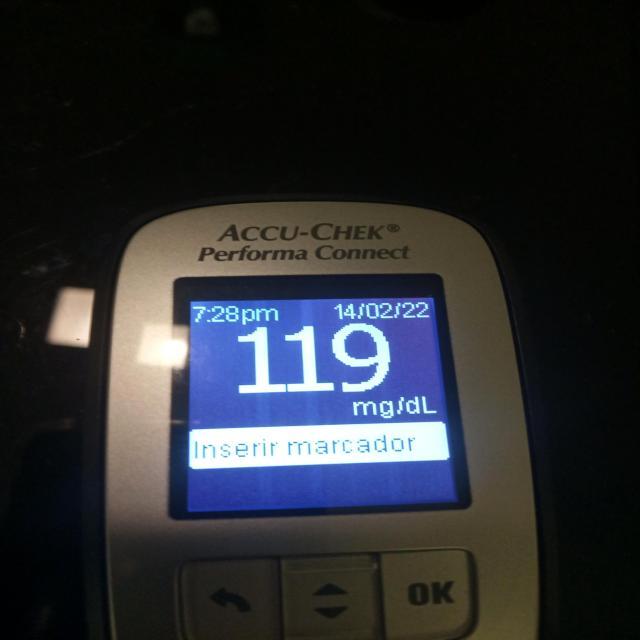 ACCU-CHEK®
Performa Connect
7:28pm 14/02/22
119
mg/dL
Inserir marcador
OK